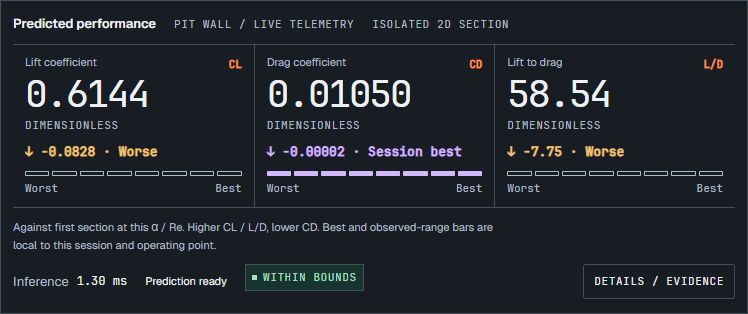 Predicted performance PIT WALL / LIVE TELEMETRY ISOLATED 2D SECTION
Lift coefficient CL
0.6144
DIMENSIONLESS
↓ -0.0828 · Worse
Worst Best
Drag coefficient CD
0.01050
DIMENSIONLESS
↓ -0.00002 · Session best
Worst Best
Lift to drag L/D
58.54
DIMENSIONLESS
↓ -7.75 · Worse
Worst Best
Against first section at this α / Re. Higher CL / L/D, lower CD. Best and observed-range bars are
local to this session and operating point.
Inference 1.30 ms Prediction ready WITHIN BOUNDS DETAILS / EVIDENCE